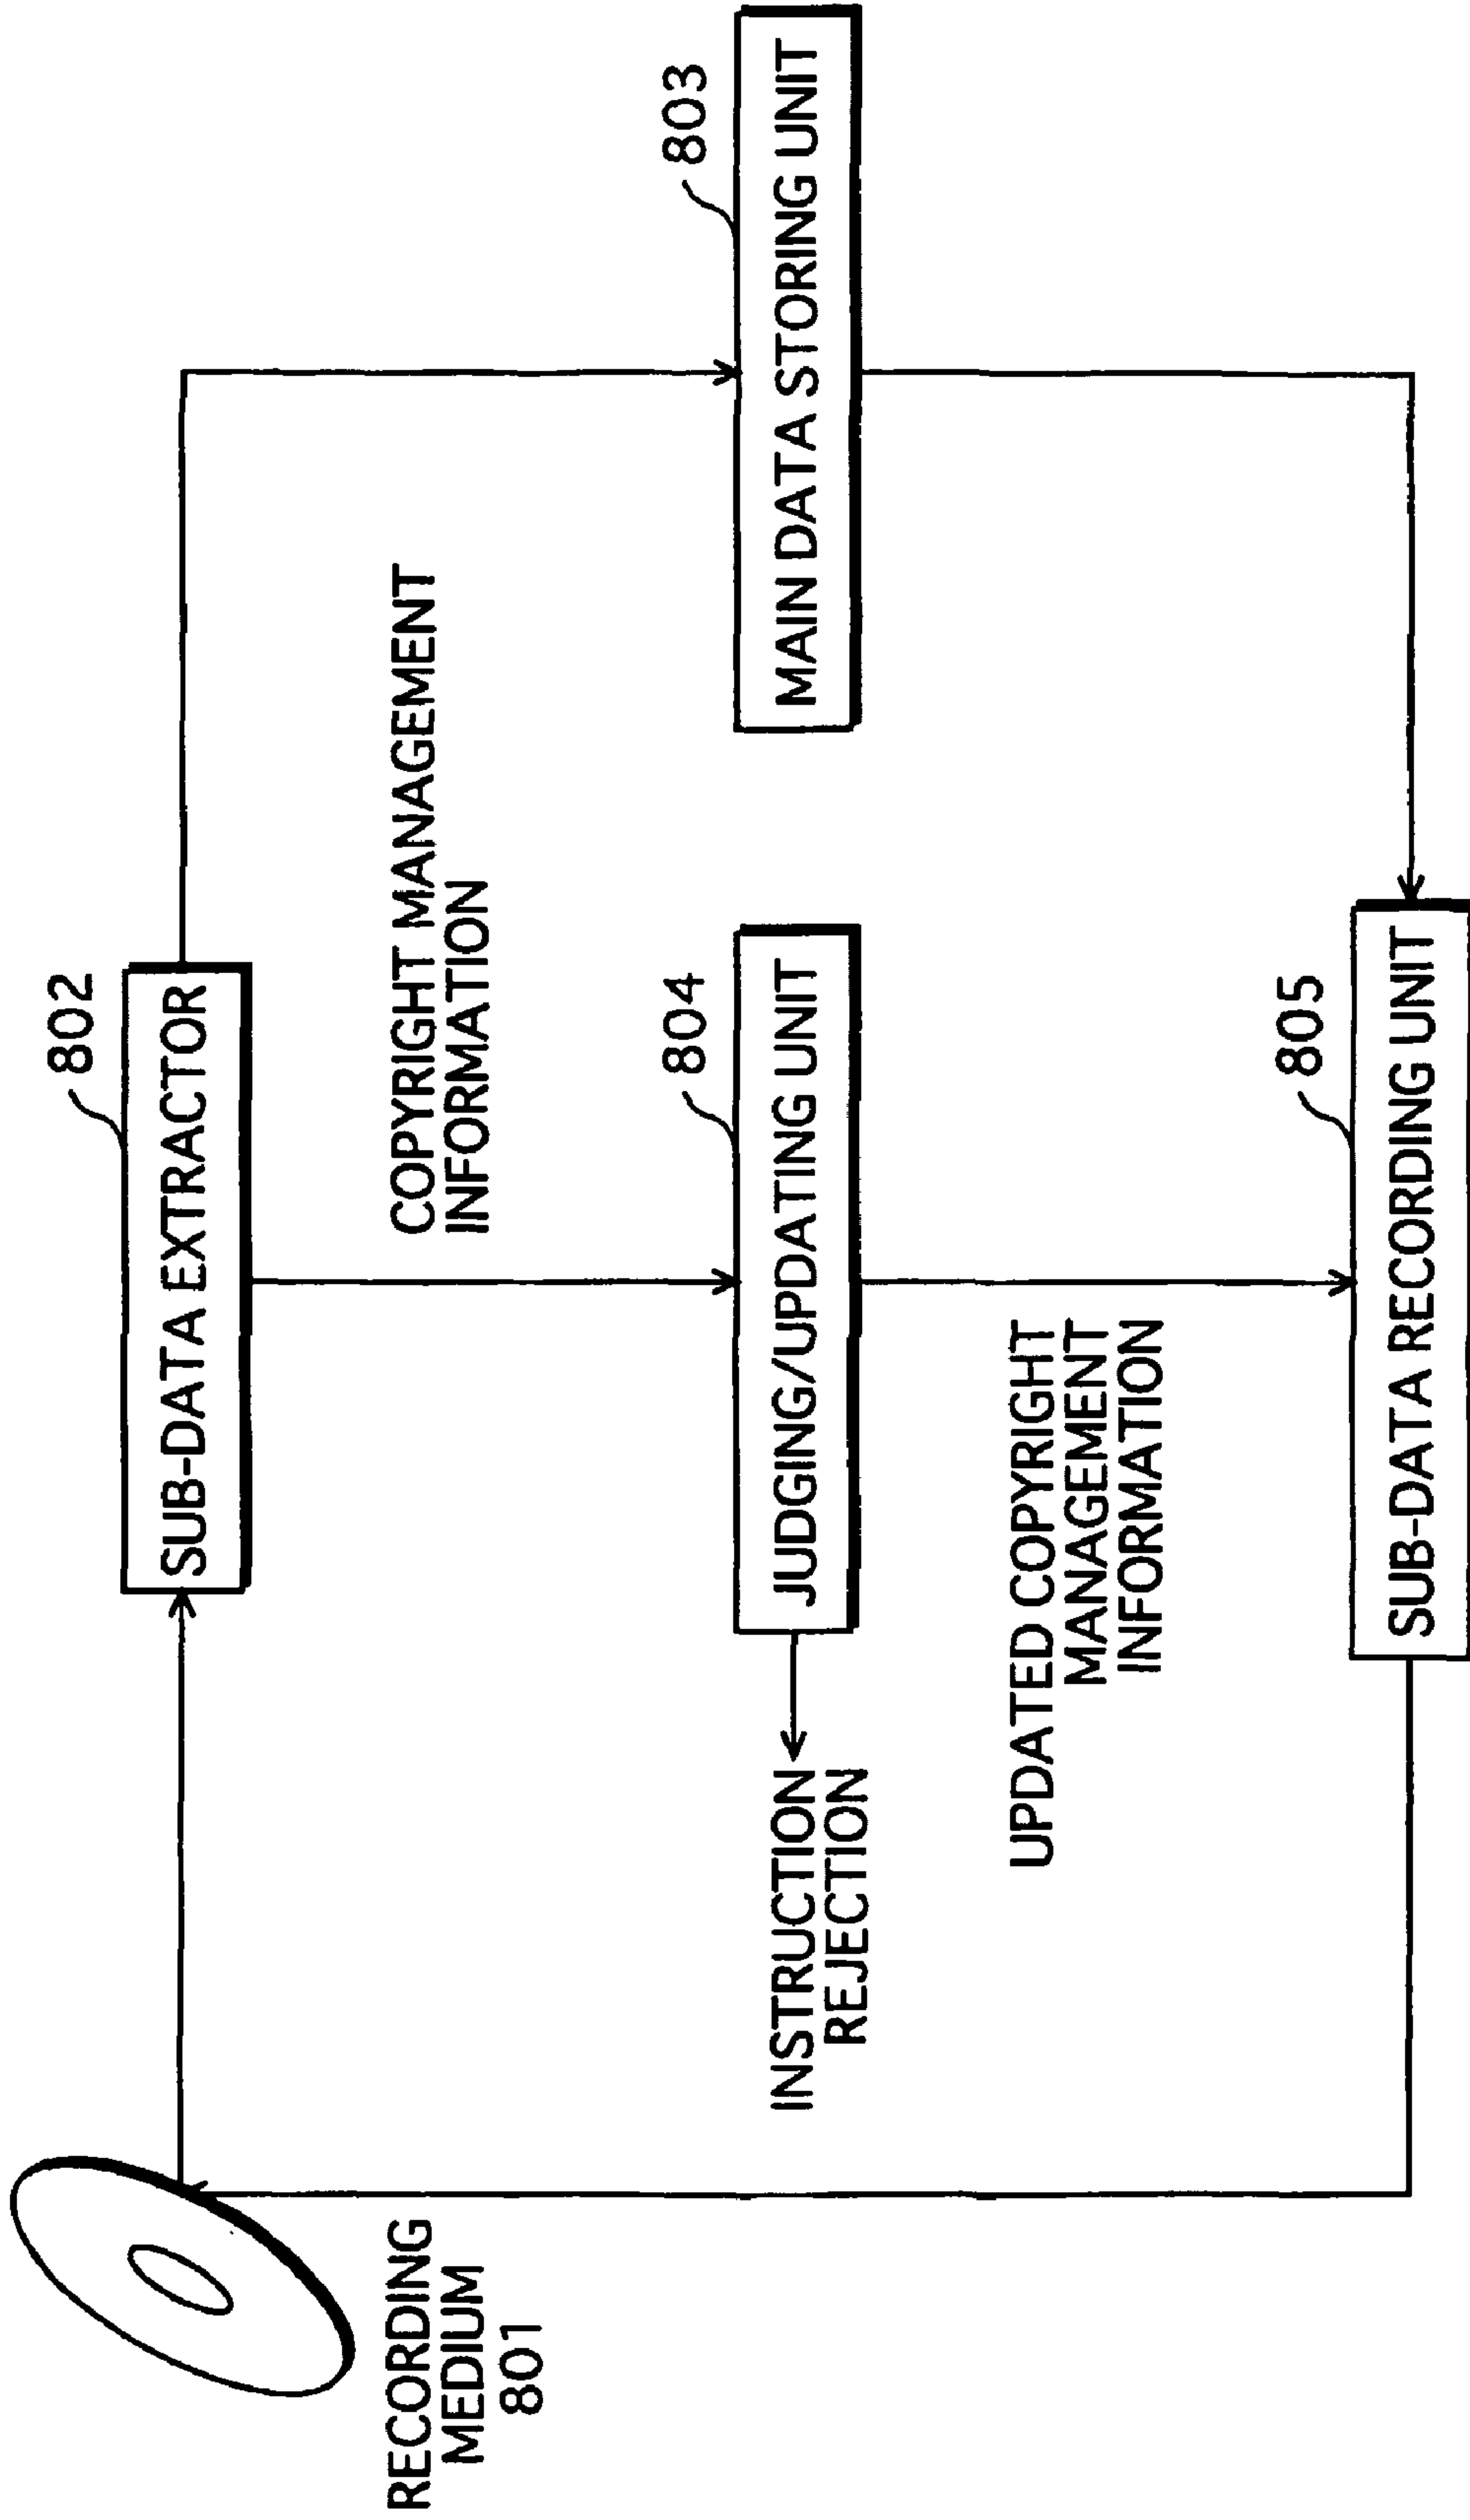 802
SUB-DATA EXTRACTOR
RECORDING
MEDIUM
801
COPYRIGHT MANAGEMENT
INFORMATION
804
JUDGING/UPDATING UNIT
803
MAIN DATA STORING UNIT
INSTRUCTION
REJECTION
UPDATED COPYRIGHT
MANAGEMENT
INFORMATION
805
SUB-DATA RECORDING UNIT